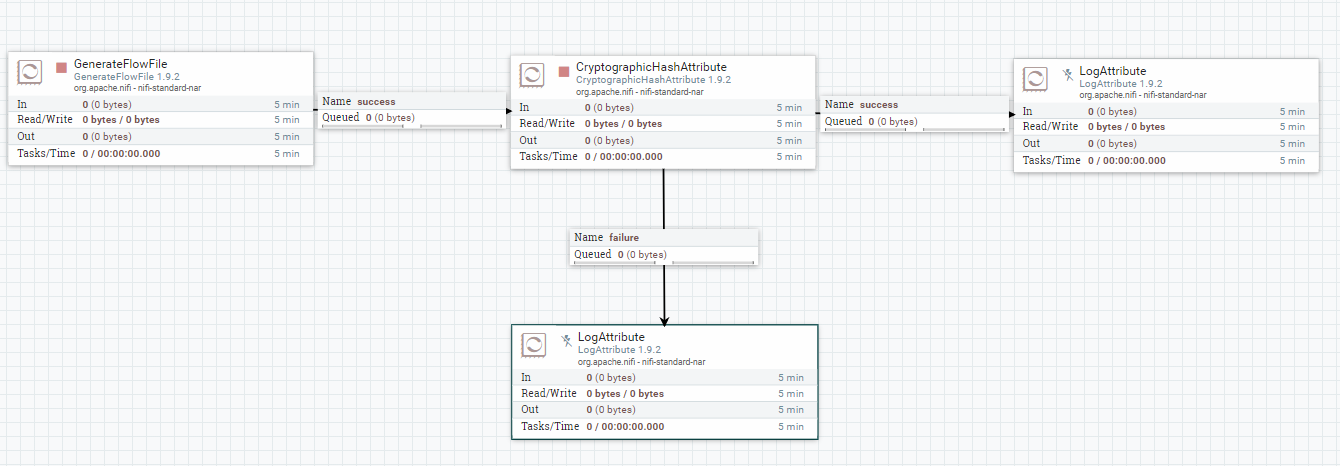 GenerateFlowFile
GenerateFlowFile 1.9.2
org.apache.nifi - nifi-standard-nar
In 0 (0 bytes) 5 min
Read/Write 0 bytes / 0 bytes 5 min
Out 0 (0 bytes) 5 min
Tasks/Time 0 / 00:00:00.000 5 min
Name success
Queued 0 (0 bytes)
CryptographicHashAttribute
CryptographicHashAttribute 1.9.2
org.apache.nifi - nifi-standard-nar
In 0 (0 bytes) 5 min
Read/Write 0 bytes / 0 bytes 5 min
Out 0 (0 bytes) 5 min
Tasks/Time 0 / 00:00:00.000 5 min
Name success
Queued 0 (0 bytes)
LogAttribute
LogAttribute 1.9.2
org.apache.nifi - nifi-standard-nar
In 0 (0 bytes) 5 min
Read/Write 0 bytes / 0 bytes 5 min
Out 0 (0 bytes) 5 min
Tasks/Time 0 / 00:00:00.000 5 min
Name failure
Queued 0 (0 bytes)
LogAttribute
LogAttribute 1.9.2
org.apache.nifi - nifi-standard-nar
In 0 (0 bytes) 5 min
Read/Write 0 bytes / 0 bytes 5 min
Out 0 (0 bytes) 5 min
Tasks/Time 0 / 00:00:00.000 5 min